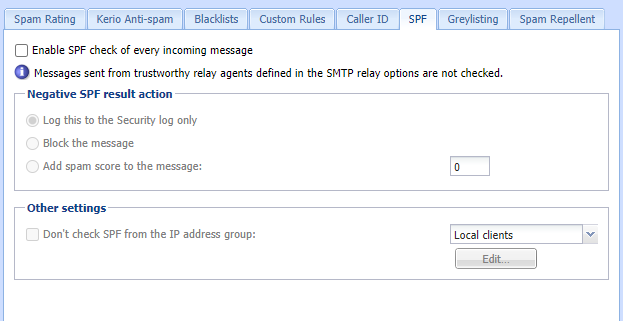 Spam Rating Kerio Anti-spam Blacklists Custom Rules Caller ID SPF Greylisting Spam Repellent
Enable SPF check of every incoming message
Messages sent from trustworthy relay agents defined in the SMTP relay options are not checked.
Negative SPF result action
Log this to the Security log only
Block the message
Add spam score to the message: 0
Other settings
Don't check SPF from the IP address group: Local clients
Edit...